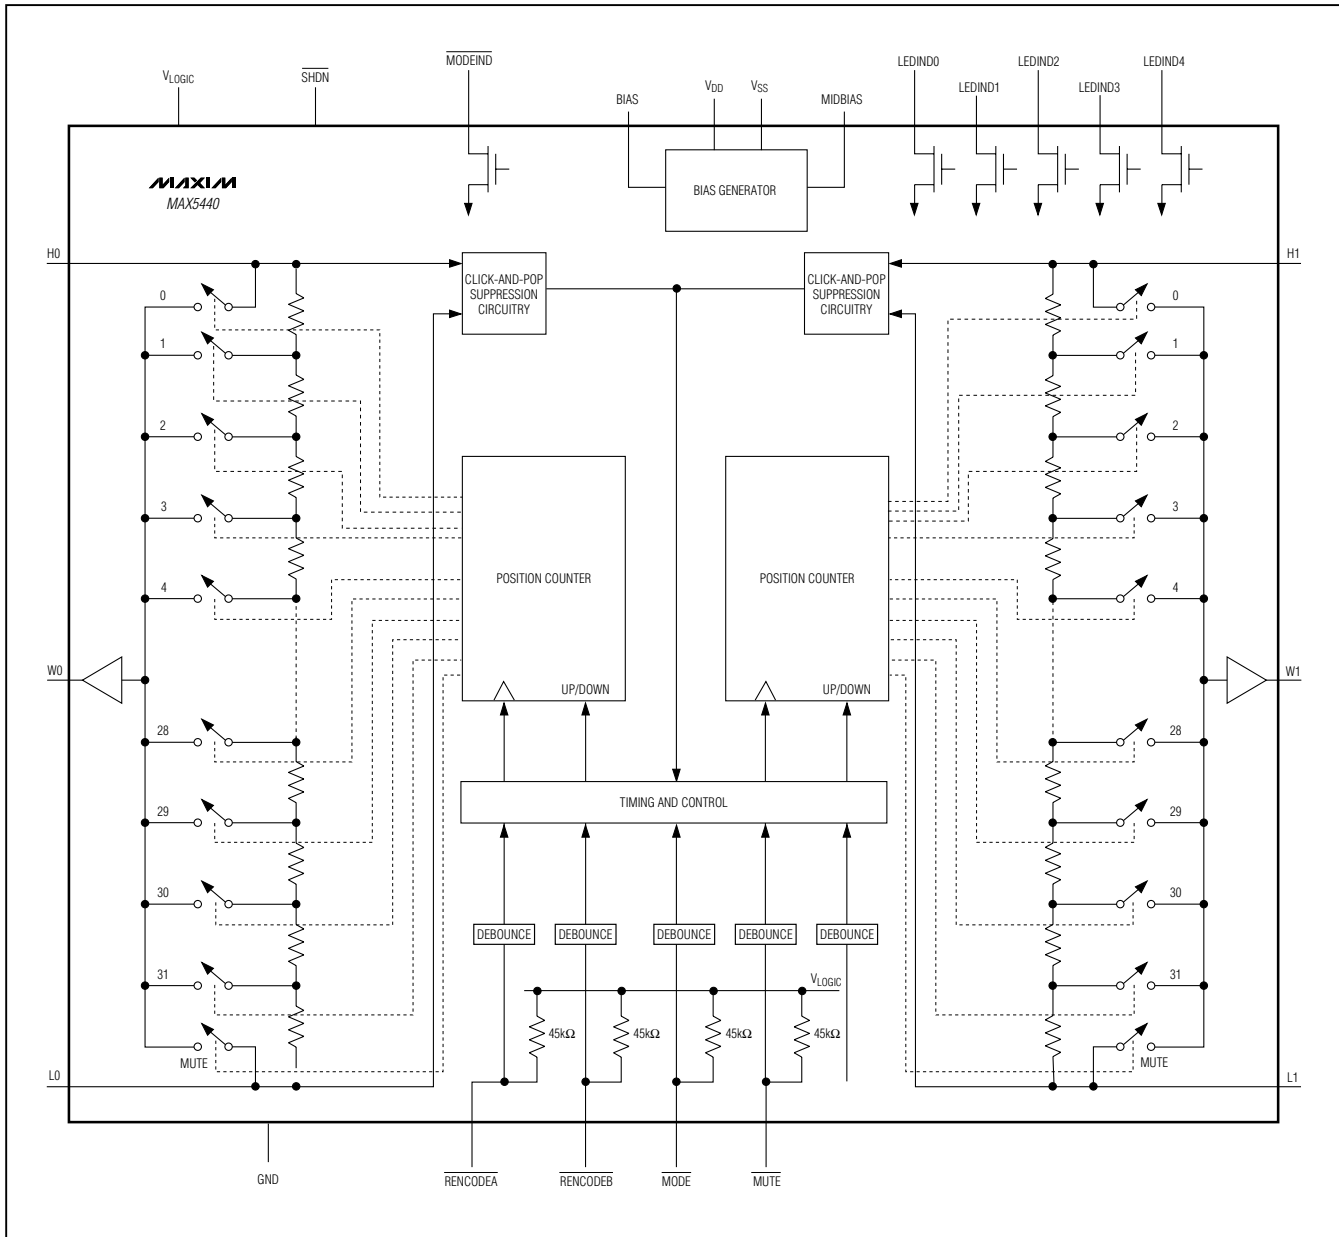 MODEIND
LEDIND0
LEDIND2
LEDIND4
VLOGIC
SHDN
VDD
VSS
LEDIND1
LEDIND3
BIAS
MIDBIAS
MAXIM
MAX5440
BIAS GENERATOR
H0
H1
CLICK-AND-POP
SUPPRESSION
CIRCUITRY
CLICK-AND-POP
SUPPRESSION
CIRCUITRY
0
0
1
1
2
2
3
3
4
4
POSITION COUNTER
POSITION COUNTER
W0
W1
UP/DOWN
UP/DOWN
28
28
TIMING AND CONTROL
29
29
30
30
DEBOUNCE
DEBOUNCE
DEBOUNCE
DEBOUNCE
DEBOUNCE
31
31
VLOGIC
45kΩ
45kΩ
45kΩ
45kΩ
MUTE
MUTE
L0
L1
GND
RENCODEA
RENCODEB
MODE
MUTE